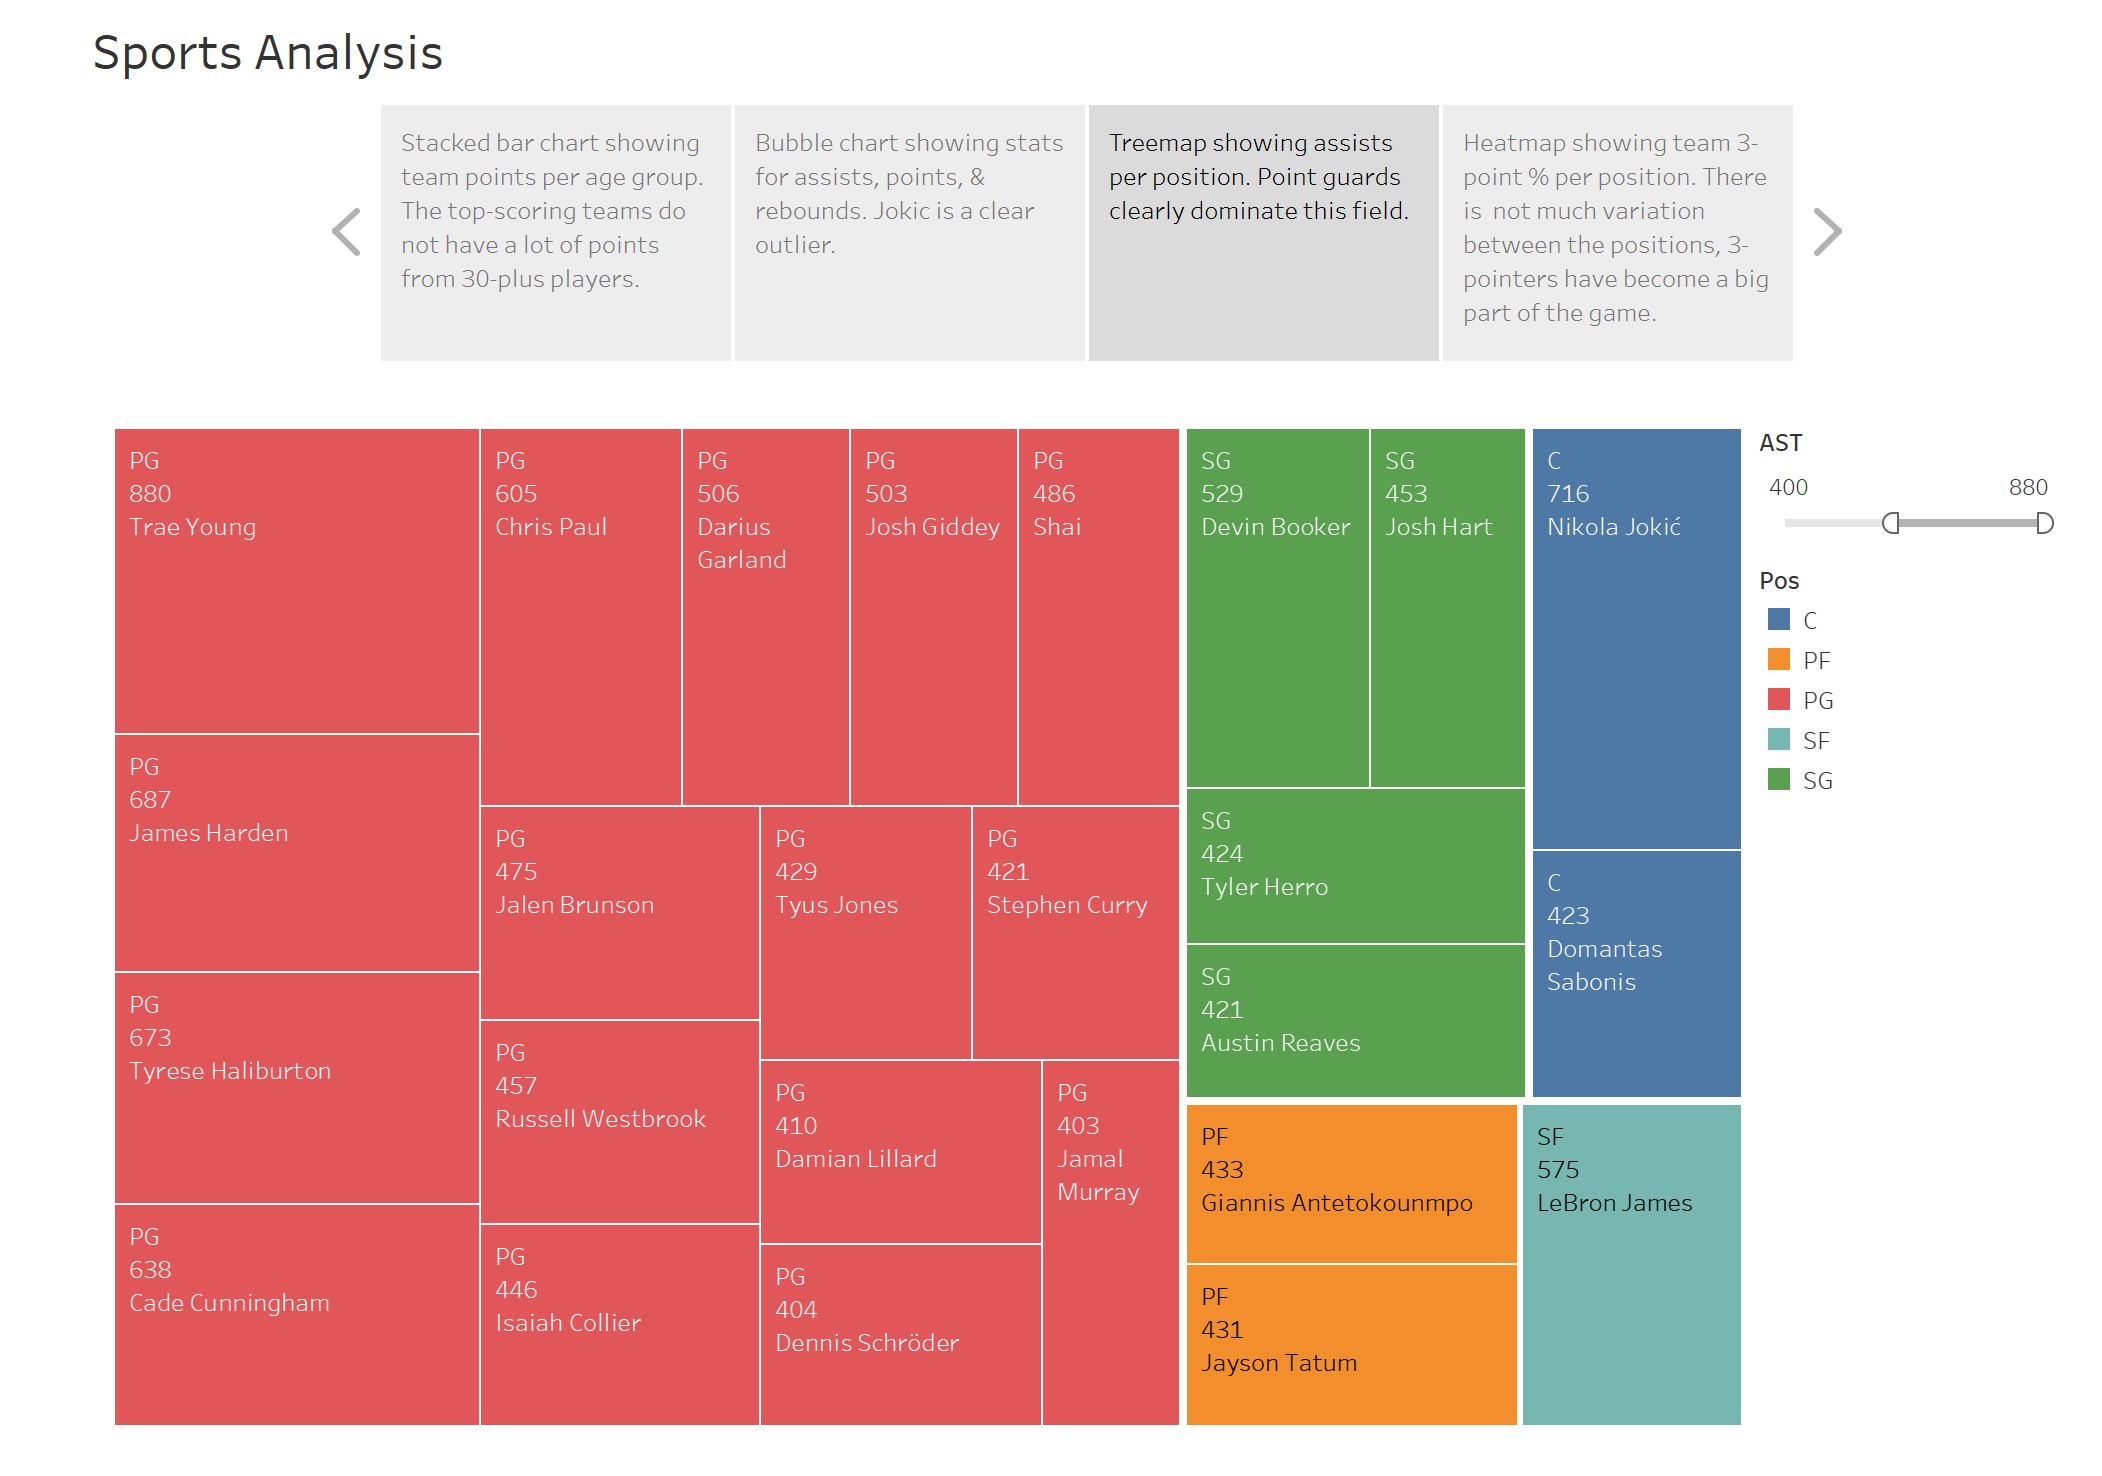 Sports Analysis
Stacked bar chart showing
team points per age group.
The top-scoring teams do
not have a lot of points
from 30-plus players.
Bubble chart showing stats
for assists, points, &
rebounds. Jokic is a clear
outlier.
Treemap showing assists
per position. Point guards
clearly dominate this field.
Heatmap showing team 3-
point % per position. There
is  not much variation
between the positions, 3-
pointers have become a big
part of the game.
PG
880
Trae Young
PG
687
James Harden
PG
673
Tyrese Haliburton
PG
638
Cade Cunningham
PG
605
Chris Paul
PG
506
Darius
Garland
PG
503
Josh Giddey
PG
486
Shai
PG
475
Jalen Brunson
PG
457
Russell Westbrook
PG
446
Isaiah Collier
PG
429
Tyus Jones
PG
421
Stephen Curry
PG
410
Damian Lillard
PG
404
Dennis Schröder
PG
403
Jamal
Murray
SG
529
Devin Booker
SG
453
Josh Hart
SG
424
Tyler Herro
SG
421
Austin Reaves
C
716
Nikola Jokić
C
423
Domantas
Sabonis
PF
433
Giannis Antetokounmpo
PF
431
Jayson Tatum
SF
575
LeBron James
AST
400 880
Pos
C
PF
PG
SF
SG